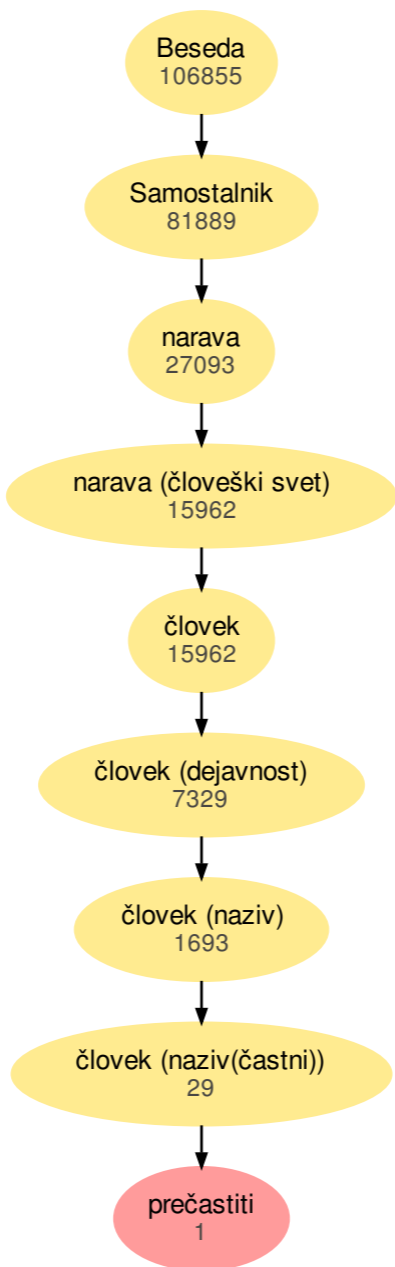 Beseda
106855
Samostalnik
81889
narava
27093
narava (človeški svet)
15962
človek
15962
človek (dejavnost)
7329
človek (naziv)
1693
človek (naziv(častni))
29
prečastiti
1